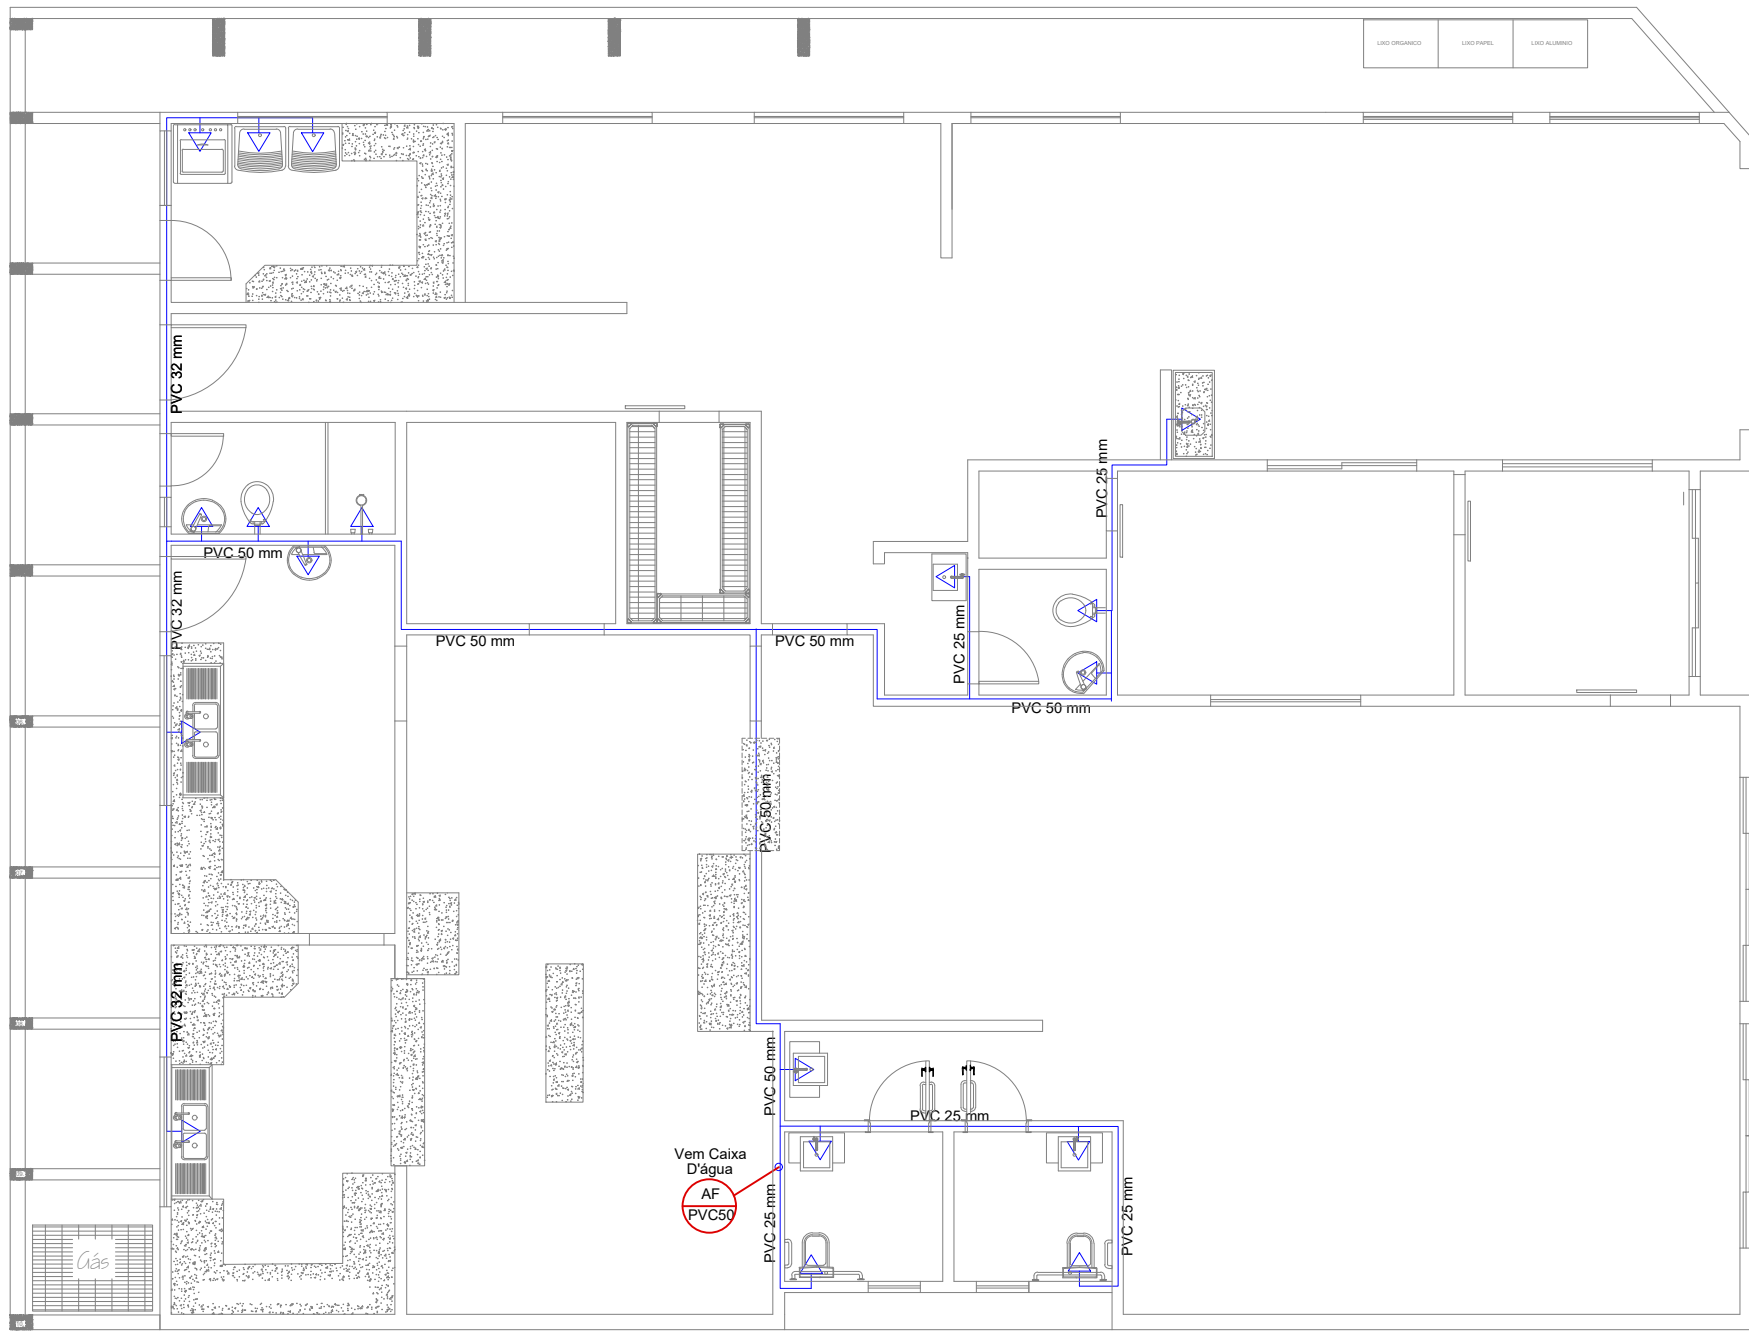 LIXO ORGANICO
LIXO PAPEL
LIXO ALUMINIO
PVC 32 mm
PVC 25 mm
PVC 50 mm
PVC 32 mm
PVC 50 mm
PVC 50 mm
PVC 25 mm
PVC 50 mm
PVC 50 mm
PVC 32 mm
PVC 50 mm
PVC 25 mm
Vem Caixa
D'água
AF
PVC50
PVC 25 mm
PVC 25 mm
Gás